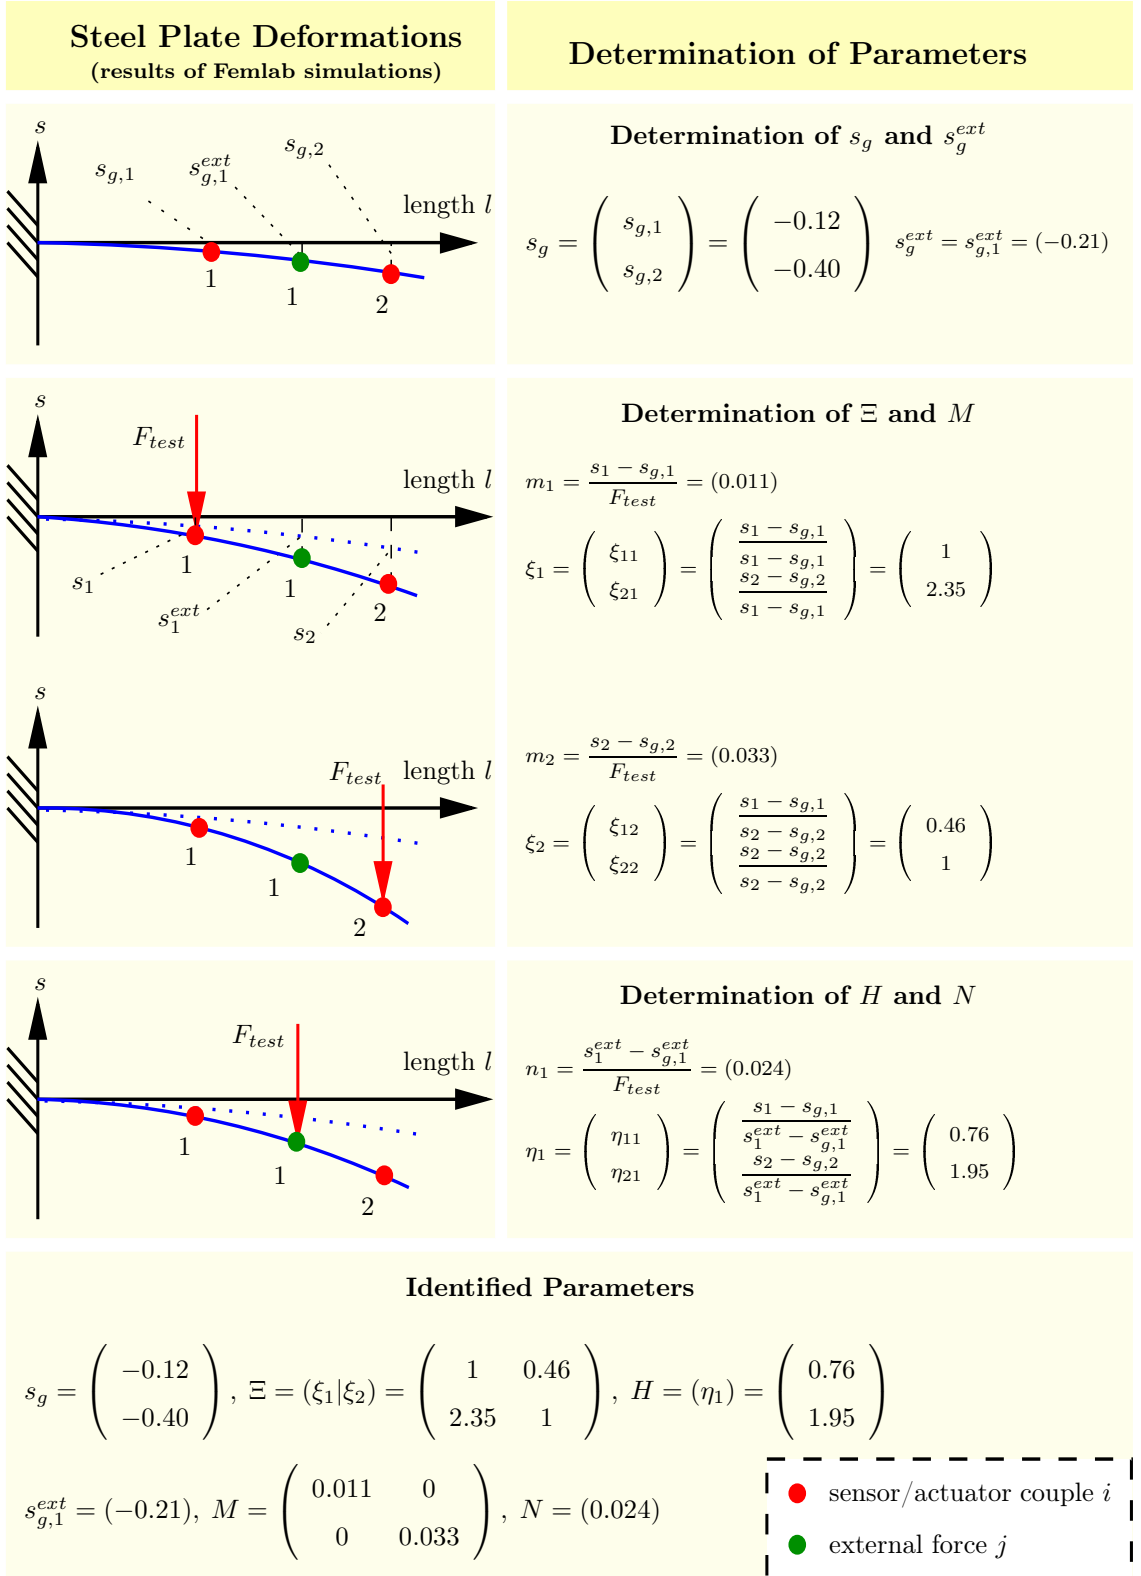 Steel Plate Deformations
(results of Femlab simulations)
Determination of Parameters
s
s_{g,1}
s_{g,1}^{ext}
s_{g,2}
length l
1
1
2
Determination of s_g and s_g^{ext}
s_g = ( s_{g,1} s_{g,2} ) = ( −0.12 −0.40 ) s_g^{ext} = s_{g,1}^{ext} = (−0.21)
s
F_{test}
length l
1
1
2
s_1
s_1^{ext}
s_2
Determination of Ξ and M
m_1 = \frac{s_1 − s_{g,1}}{F_{test}} = (0.011)
ξ_1 = ( ξ_{11} ξ_{21} ) = ( \frac{s_1 − s_{g,1}}{s_1 − s_{g,1}} \frac{s_2 − s_{g,2}}{s_1 − s_{g,1}} ) = ( 1 2.35 )
s
F_{test}
length l
1
1
2
m_2 = \frac{s_2 − s_{g,2}}{F_{test}} = (0.033)
ξ_2 = ( ξ_{12} ξ_{22} ) = ( \frac{s_1 − s_{g,1}}{s_2 − s_{g,2}} \frac{s_2 − s_{g,2}}{s_2 − s_{g,2}} ) = ( 0.46 1 )
s
F_{test}
length l
1
1
2
Determination of H and N
n_1 = \frac{s_1^{ext} − s_{g,1}^{ext}}{F_{test}} = (0.024)
η_1 = ( η_{11} η_{21} ) = ( \frac{s_1 − s_{g,1}}{s_1^{ext} − s_{g,1}^{ext}} \frac{s_2 − s_{g,2}}{s_1^{ext} − s_{g,1}^{ext}} ) = ( 0.76 1.95 )
Identified Parameters
s_g = ( −0.12 −0.40 ) , Ξ = (ξ_1|ξ_2) = ( 1 0.46 2.35 1 ) , H = (η_1) = ( 0.76 1.95 )
s_{g,1}^{ext} = (−0.21), M = ( 0.011 0 0 0.033 ) , N = (0.024)
sensor/actuator couple i
external force j